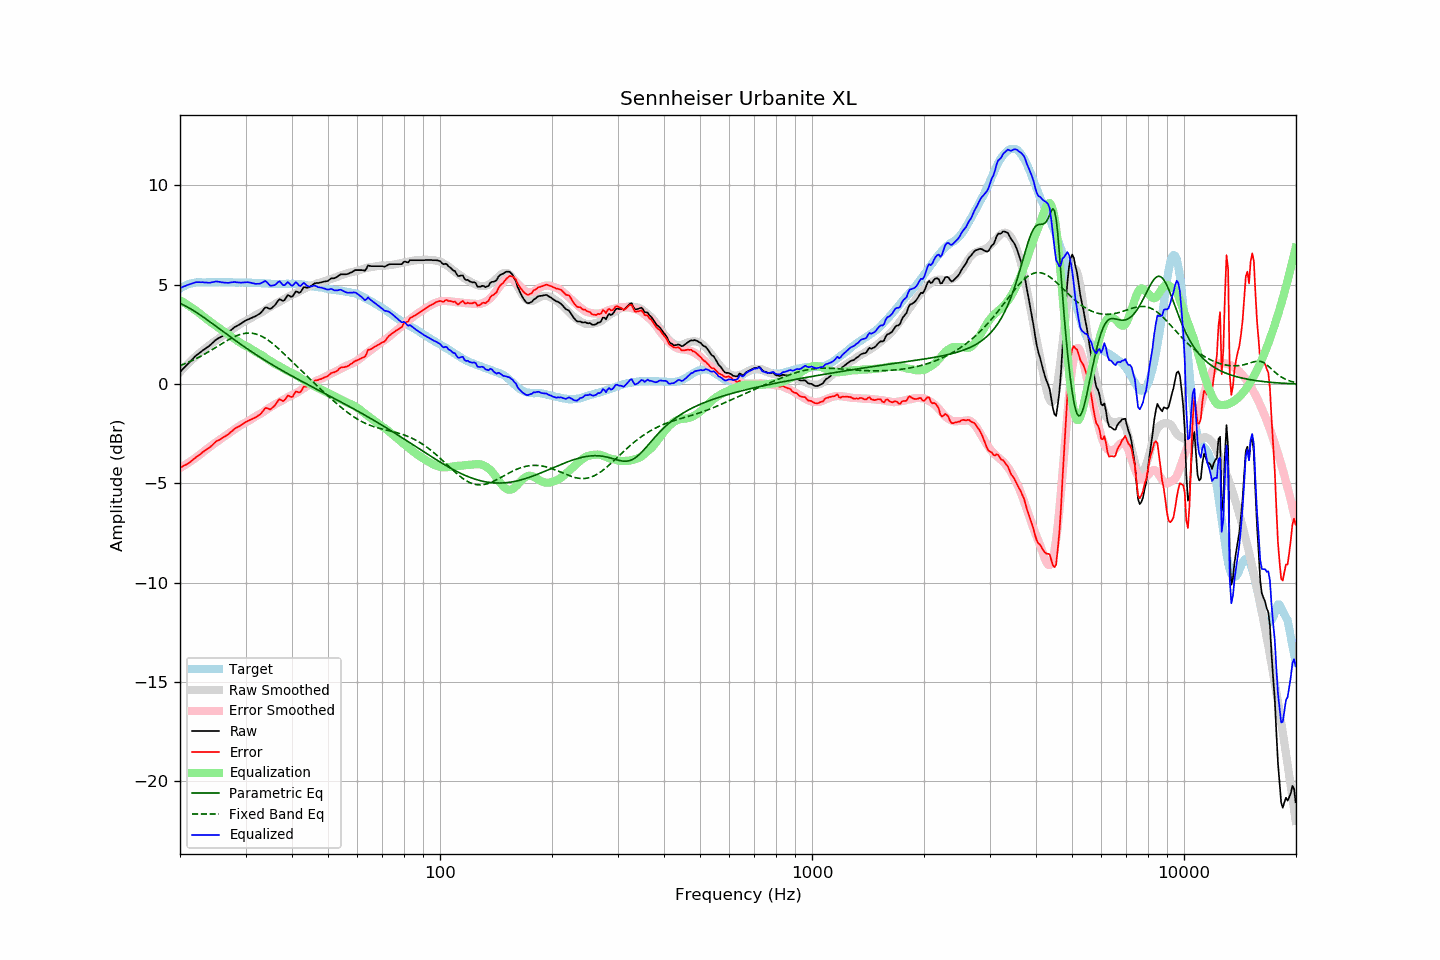 Sennheiser Urbanite XL
Amplitude (dBr)
10
5
0
−5
−10
−15
−20
Target
Raw Smoothed
Error Smoothed
Raw
Error
Equalization
Parametric Eq
Fixed Band Eq
Equalized
100
1000
10000
Frequency (Hz)